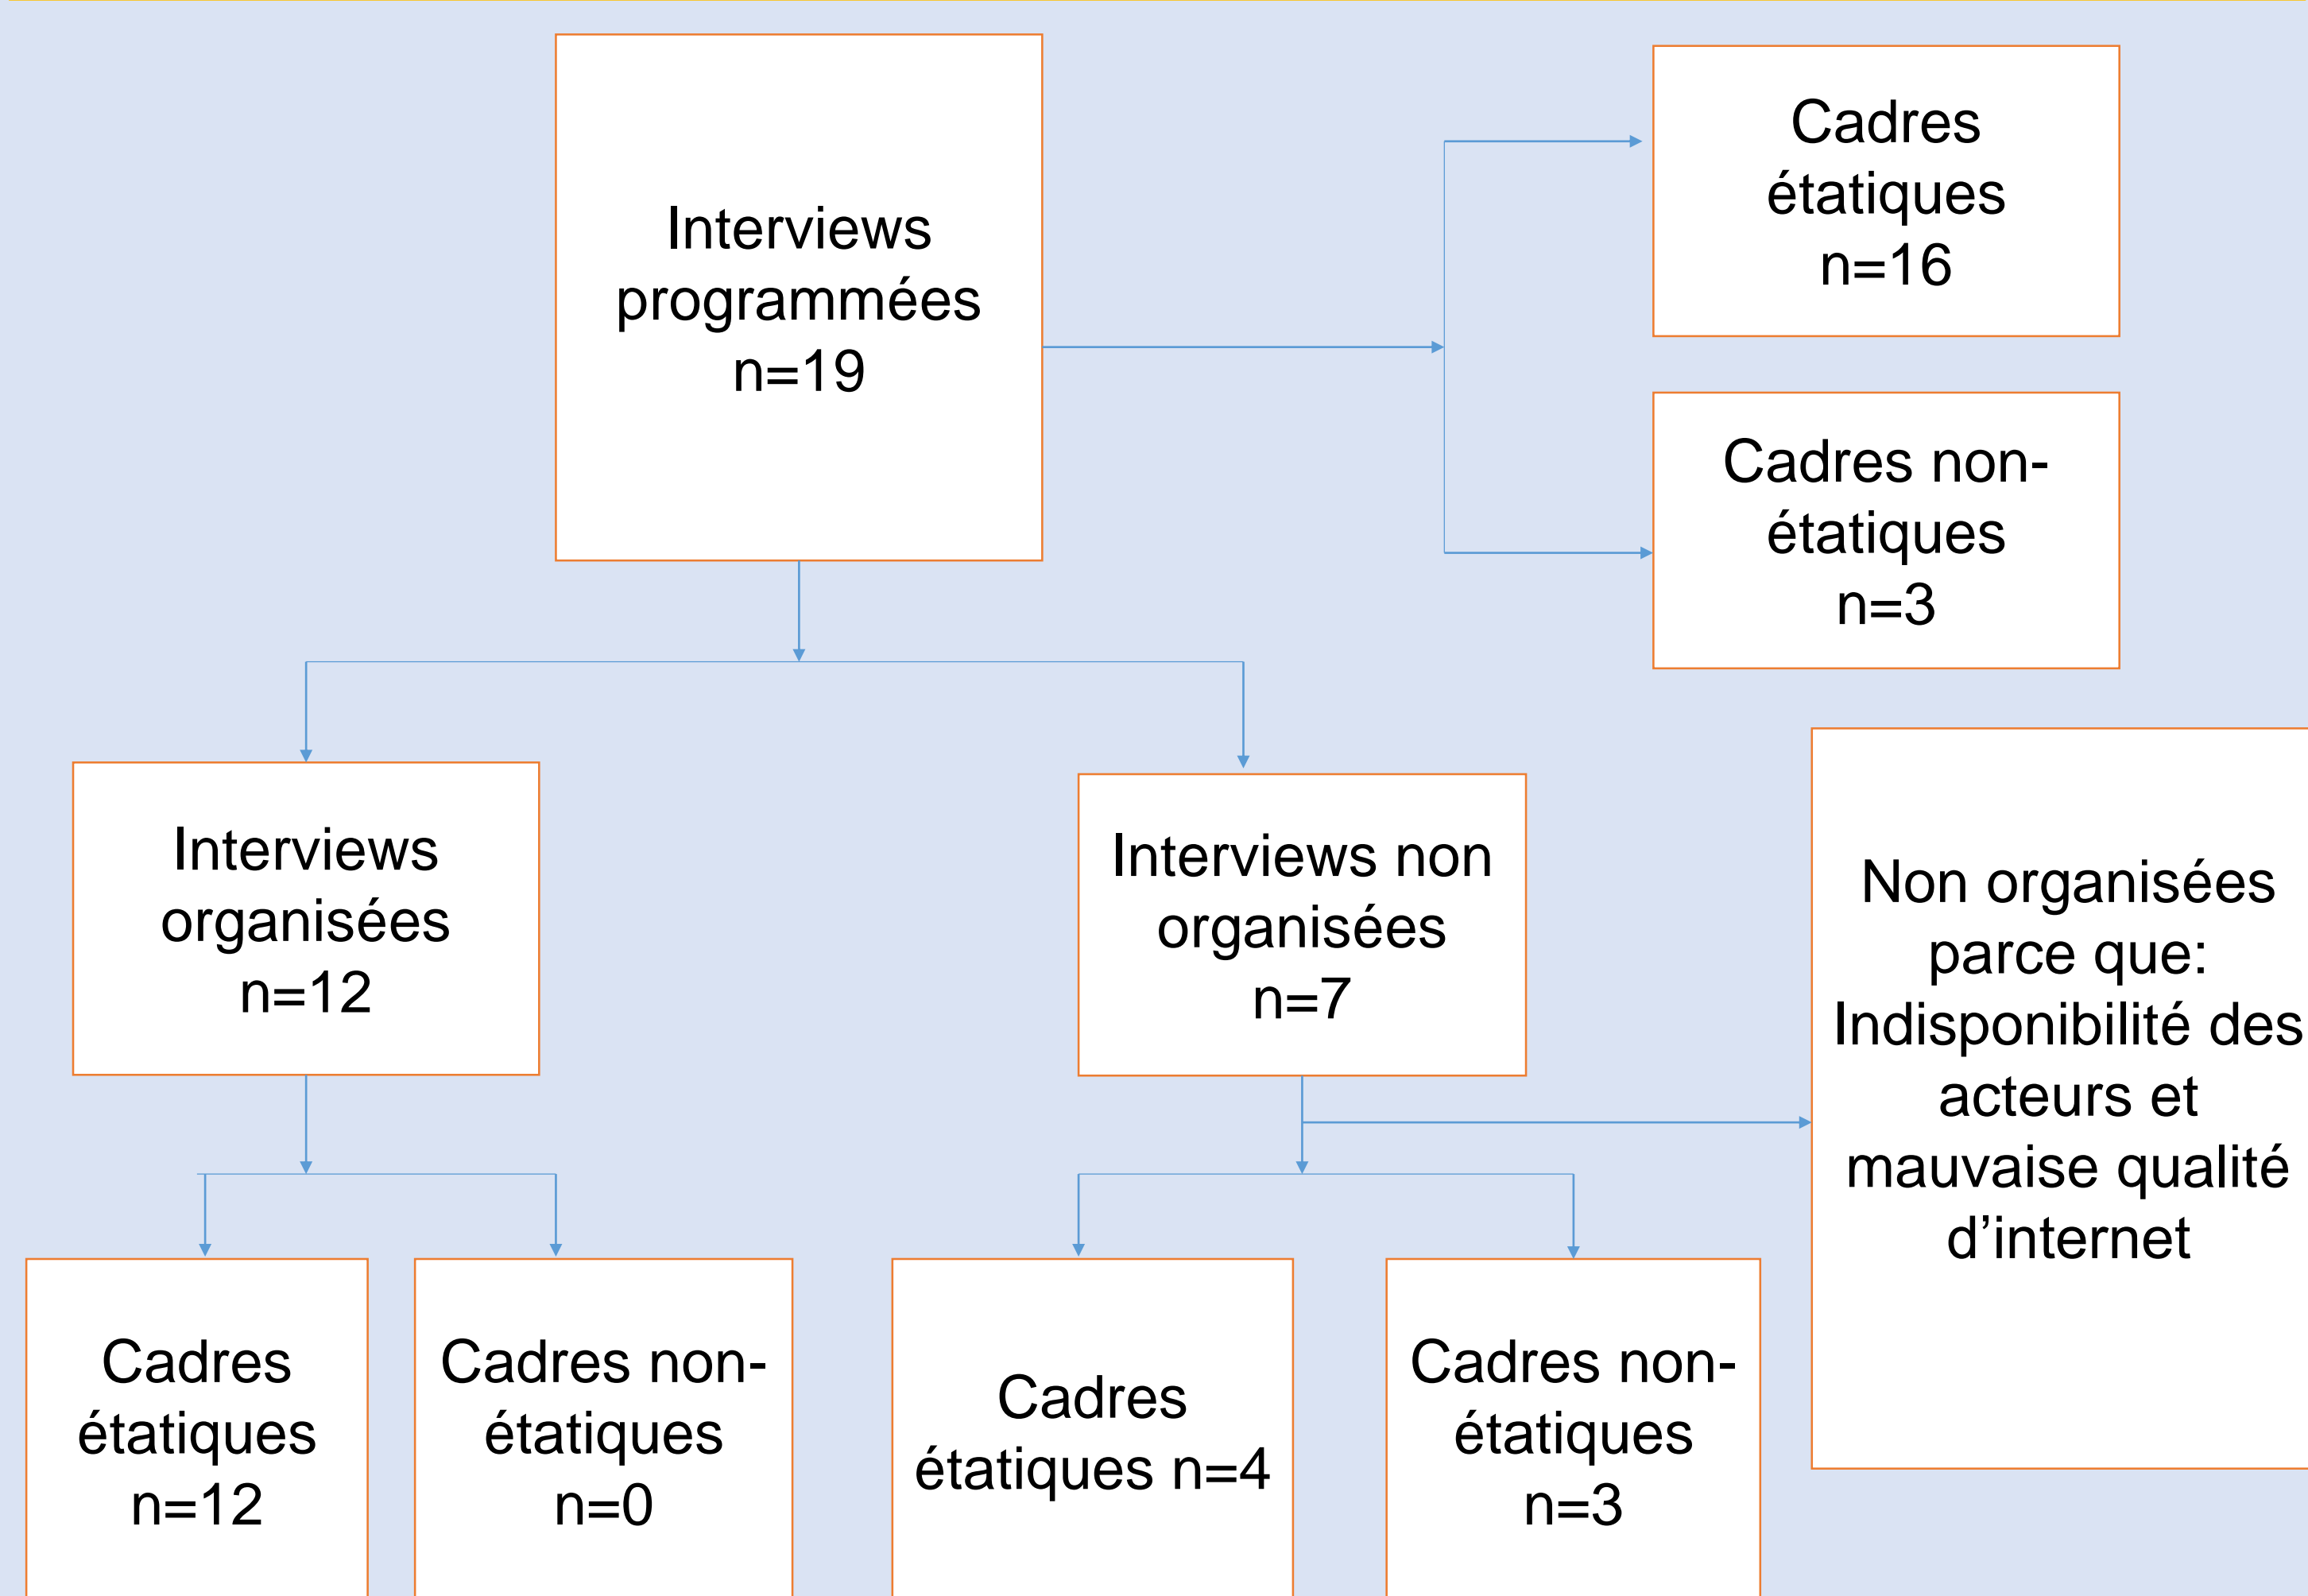 Interviews
programmées
n=19
Cadres
étatiques
n=16
Cadres non-
étatiques
n=3
Interviews
organisées
n=12
Interviews non
organisées
n=7
Non organisées
parce que:
Indisponibilité des
acteurs et
mauvaise qualité
d’internet
Cadres
étatiques
n=12
Cadres non-
étatiques
n=0
Cadres
étatiques n=4
Cadres non-
étatiques
n=3